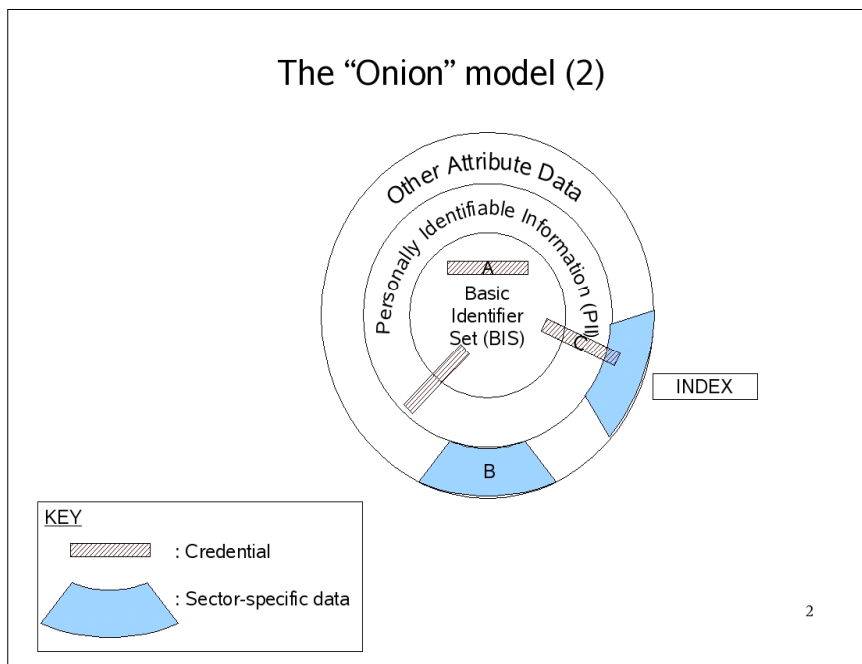 The “Onion” model (2)
Other Attribute Data
Personally Identifiable Information (PII)
A
Basic
Identifier
Set (BIS)
C
INDEX
B
KEY
: Credential
: Sector-specific data
2